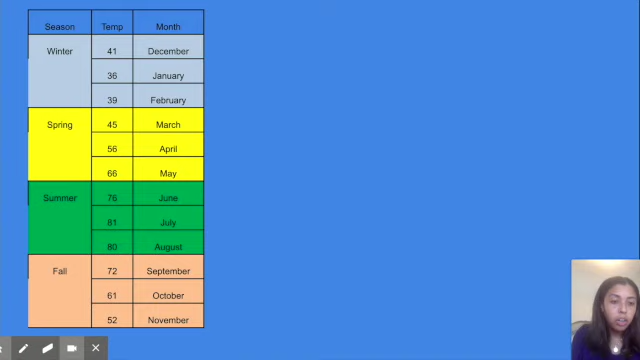 Season Temp Month
Winter 41 December
36 January
39 February
Spring 45 March
56 April
66 May
Summer 76 June
81 July
80 August
Fall 72 September
61 October
52 November